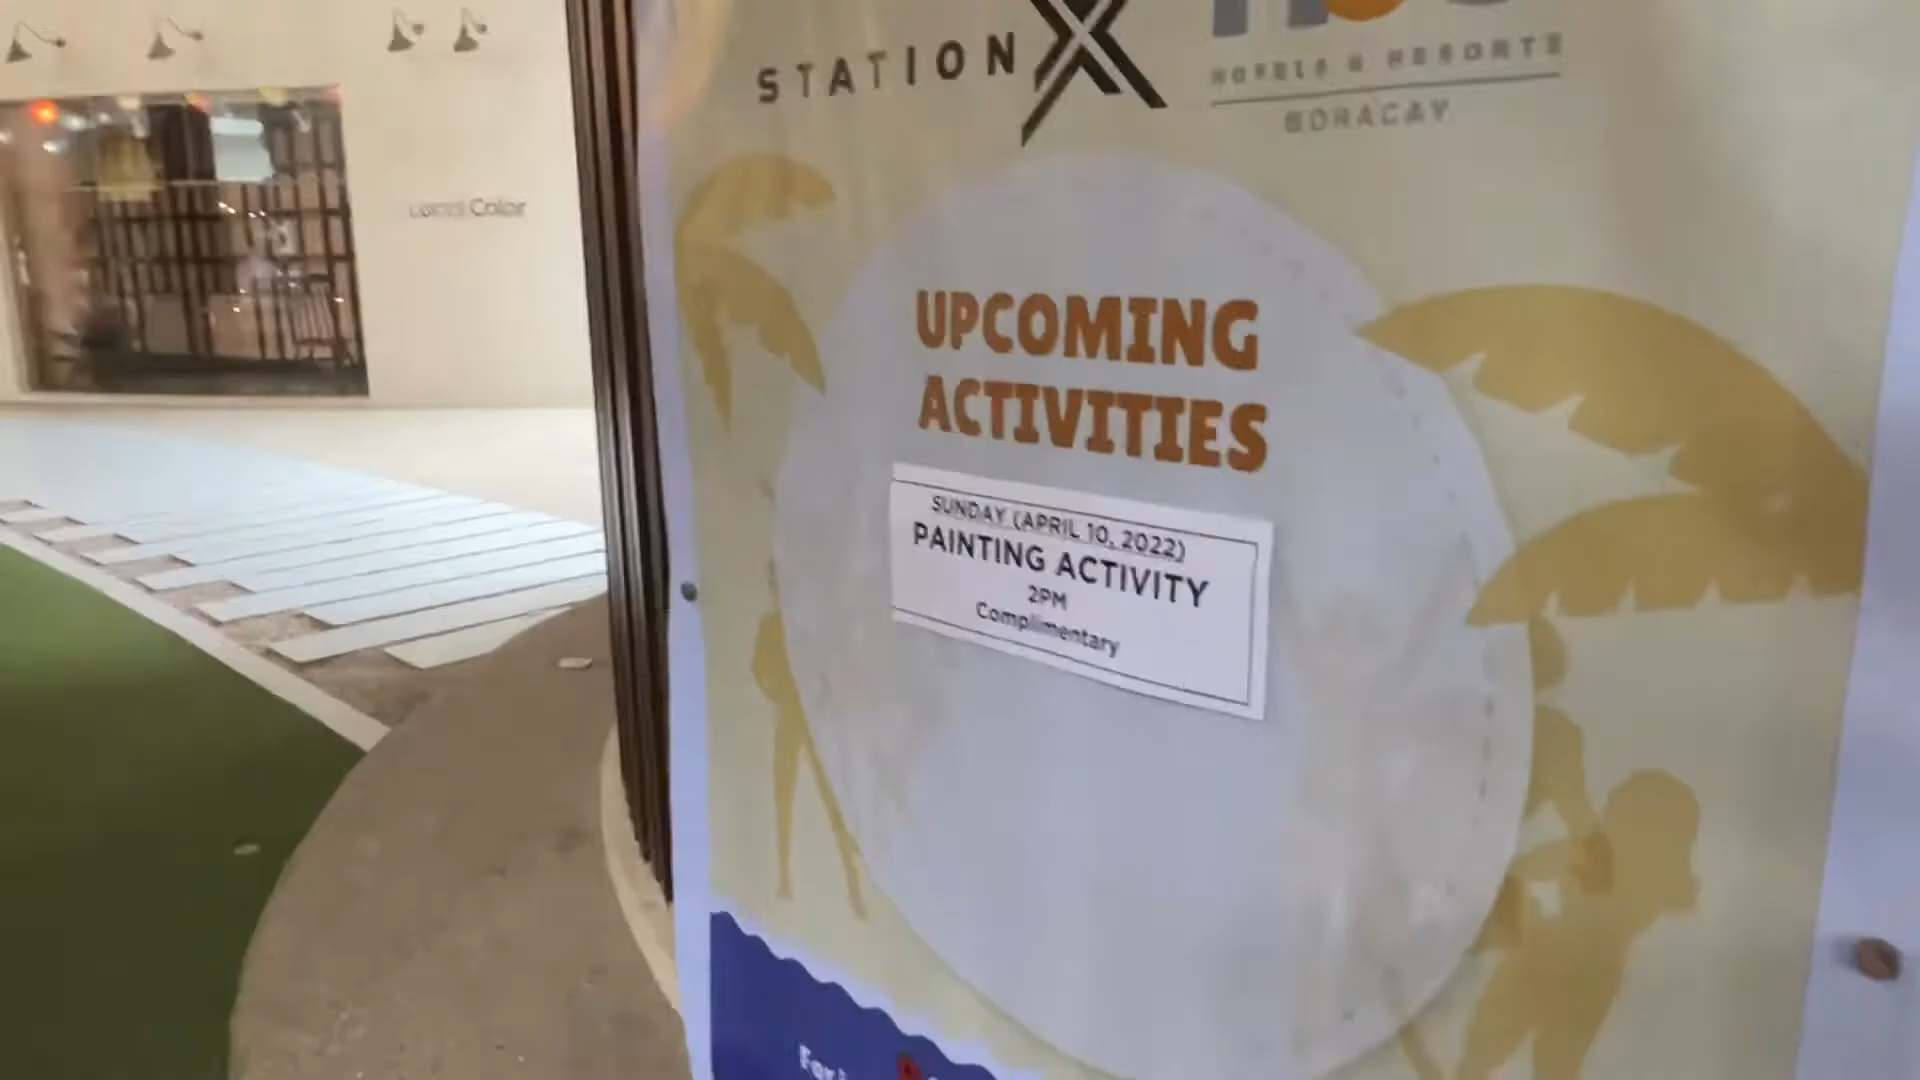 STATION X
HOTELS & RESORTS
BORACAY
Local Color
UPCOMING
ACTIVITIES
SUNDAY (APRIL 10, 2022)
PAINTING ACTIVITY
2PM
Complimentary